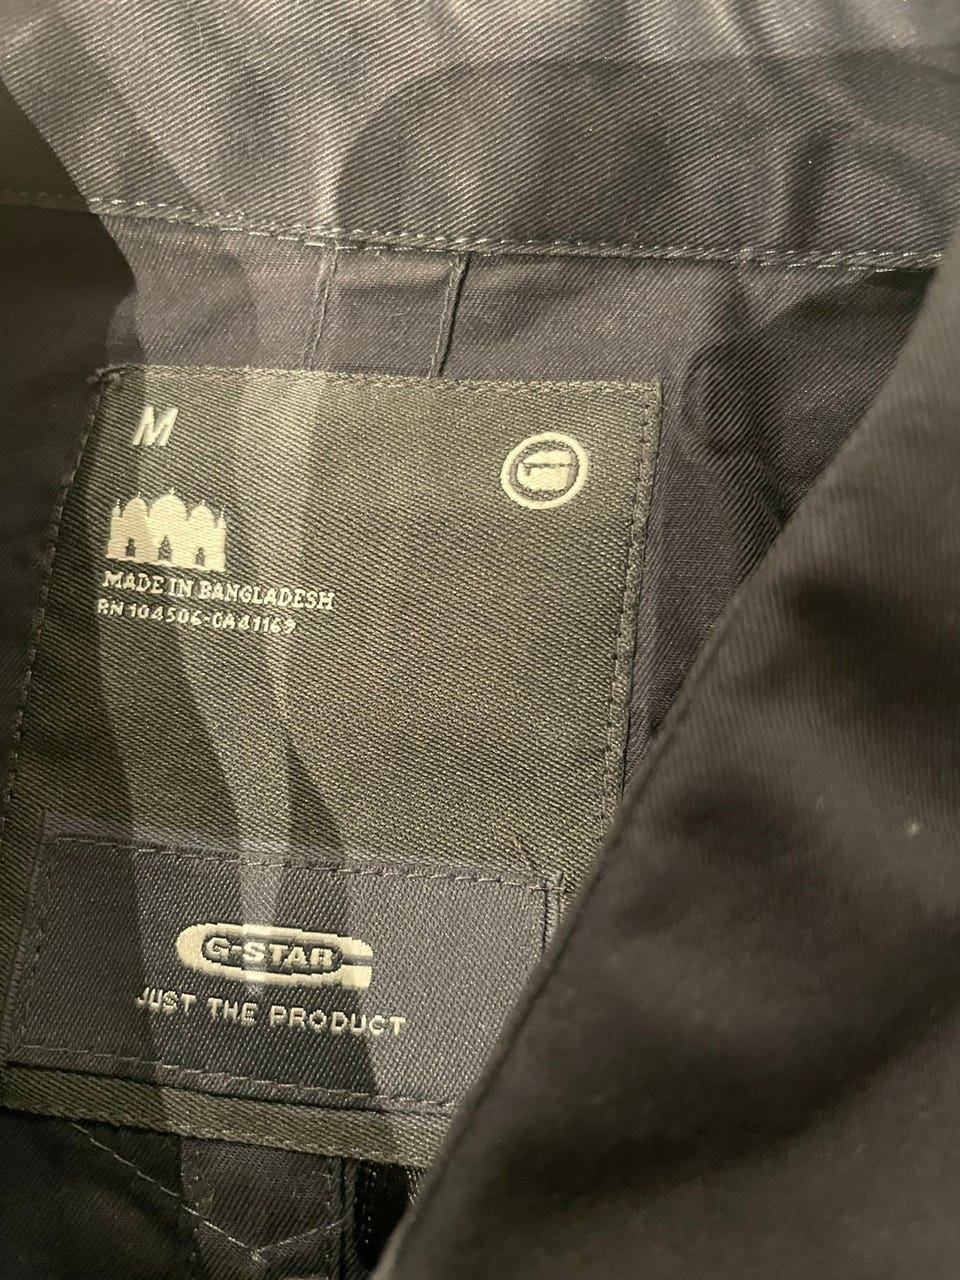 M
MADE IN BANGLADESH
RN 104506-CA41169
G-STAR
JUST THE PRODUCT